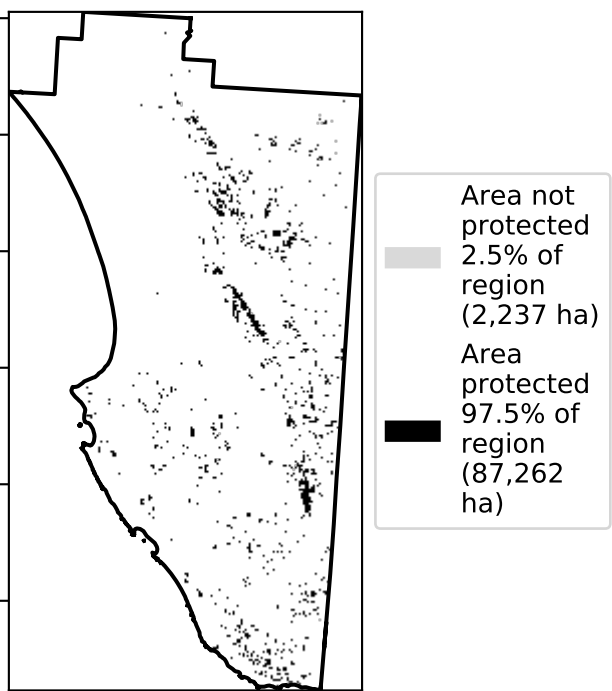 Area not
protected
2.5% of
region
(2,237 ha)
Area
protected
97.5% of
region
(87,262
ha)